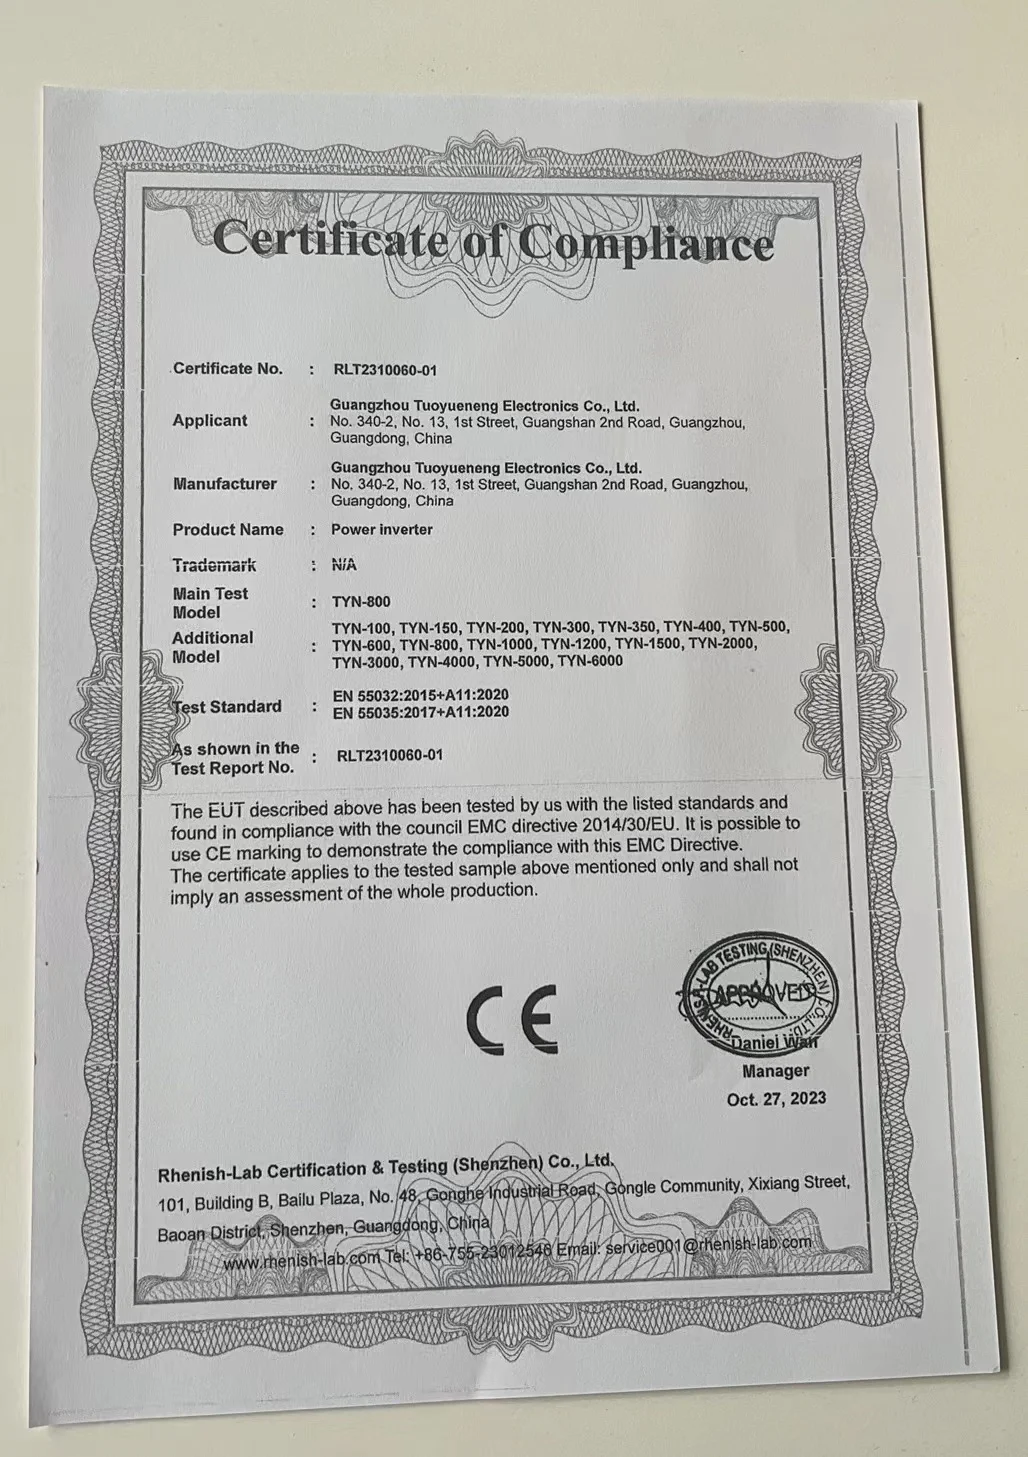 Certificate of Compliance
Certificate No. : RLT2310060-01
Applicant : Guangzhou Tuoyueneng Electronics Co., Ltd.
No. 340-2, No. 13, 1st Street, Guangshan 2nd Road, Guangzhou,
Guangdong, China
Manufacturer : Guangzhou Tuoyueneng Electronics Co., Ltd.
No. 340-2, No. 13, 1st Street, Guangshan 2nd Road, Guangzhou,
Guangdong, China
Product Name : Power inverter
Trademark : N/A
Main Test
Model : TYN-800
Additional
Model : TYN-100, TYN-150, TYN-200, TYN-300, TYN-350, TYN-400, TYN-500,
TYN-600, TYN-800, TYN-1000, TYN-1200, TYN-1500, TYN-2000,
TYN-3000, TYN-4000, TYN-5000, TYN-6000
Test Standard : EN 55032:2015+A11:2020
EN 55035:2017+A11:2020
As shown in the
Test Report No. : RLT2310060-01
The EUT described above has been tested by us with the listed standards and
found in compliance with the council EMC directive 2014/30/EU. It is possible to
use CE marking to demonstrate the compliance with this EMC Directive.
The certificate applies to the tested sample above mentioned only and shall not
imply an assessment of the whole production.
CE
RHENISH-LAB TESTING (SHENZHEN) CO., LTD
APPROVED
Daniel
Manager
Oct. 27, 2023
Rhenish-Lab Certification & Testing (Shenzhen) Co., Ltd.
101, Building B, Bailu Plaza, No. 48, Gonghe Industrial Road, Gongle Community, Xixiang Street,
Baoan District, Shenzhen, Guangdong, China
www.rhenish-lab.com Tel: +86-755-23012546 Email: service001@rhenish-lab.com